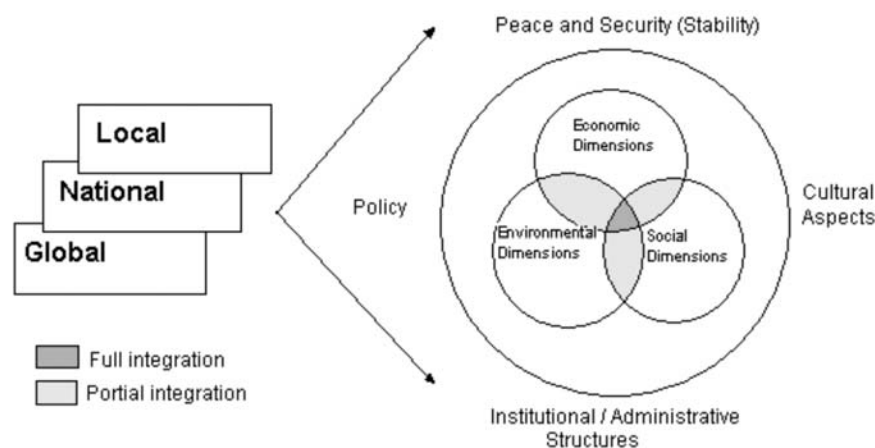 Peace and Security (Stability)
Local
National
Global
Policy
Economic
Dimensions
Environmental
Dimensions
Social
Dimensions
Cultural
Aspects
Full integration
Portial integration
Institutional / Administrative
Structures